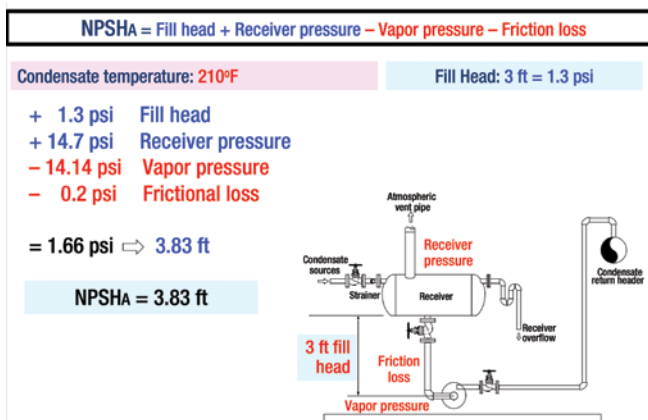 NPSHA = Fill head + Receiver pressure – Vapor pressure – Friction loss
Condensate temperature: 210ºF
Fill Head: 3 ft = 1.3 psi
+ 1.3 psi Fill head
+ 14.7 psi Receiver pressure
– 14.14 psi Vapor pressure
– 0.2 psi Frictional loss
= 1.66 psi ⇨ 3.83 ft
NPSHA = 3.83 ft
Atmospheric
vent pipe
Receiver
pressure
Condensate
sources
Strainer
Receiver
Condensate
return header
Receiver
overflow
3 ft fill
head
Friction
loss
Vapor pressure